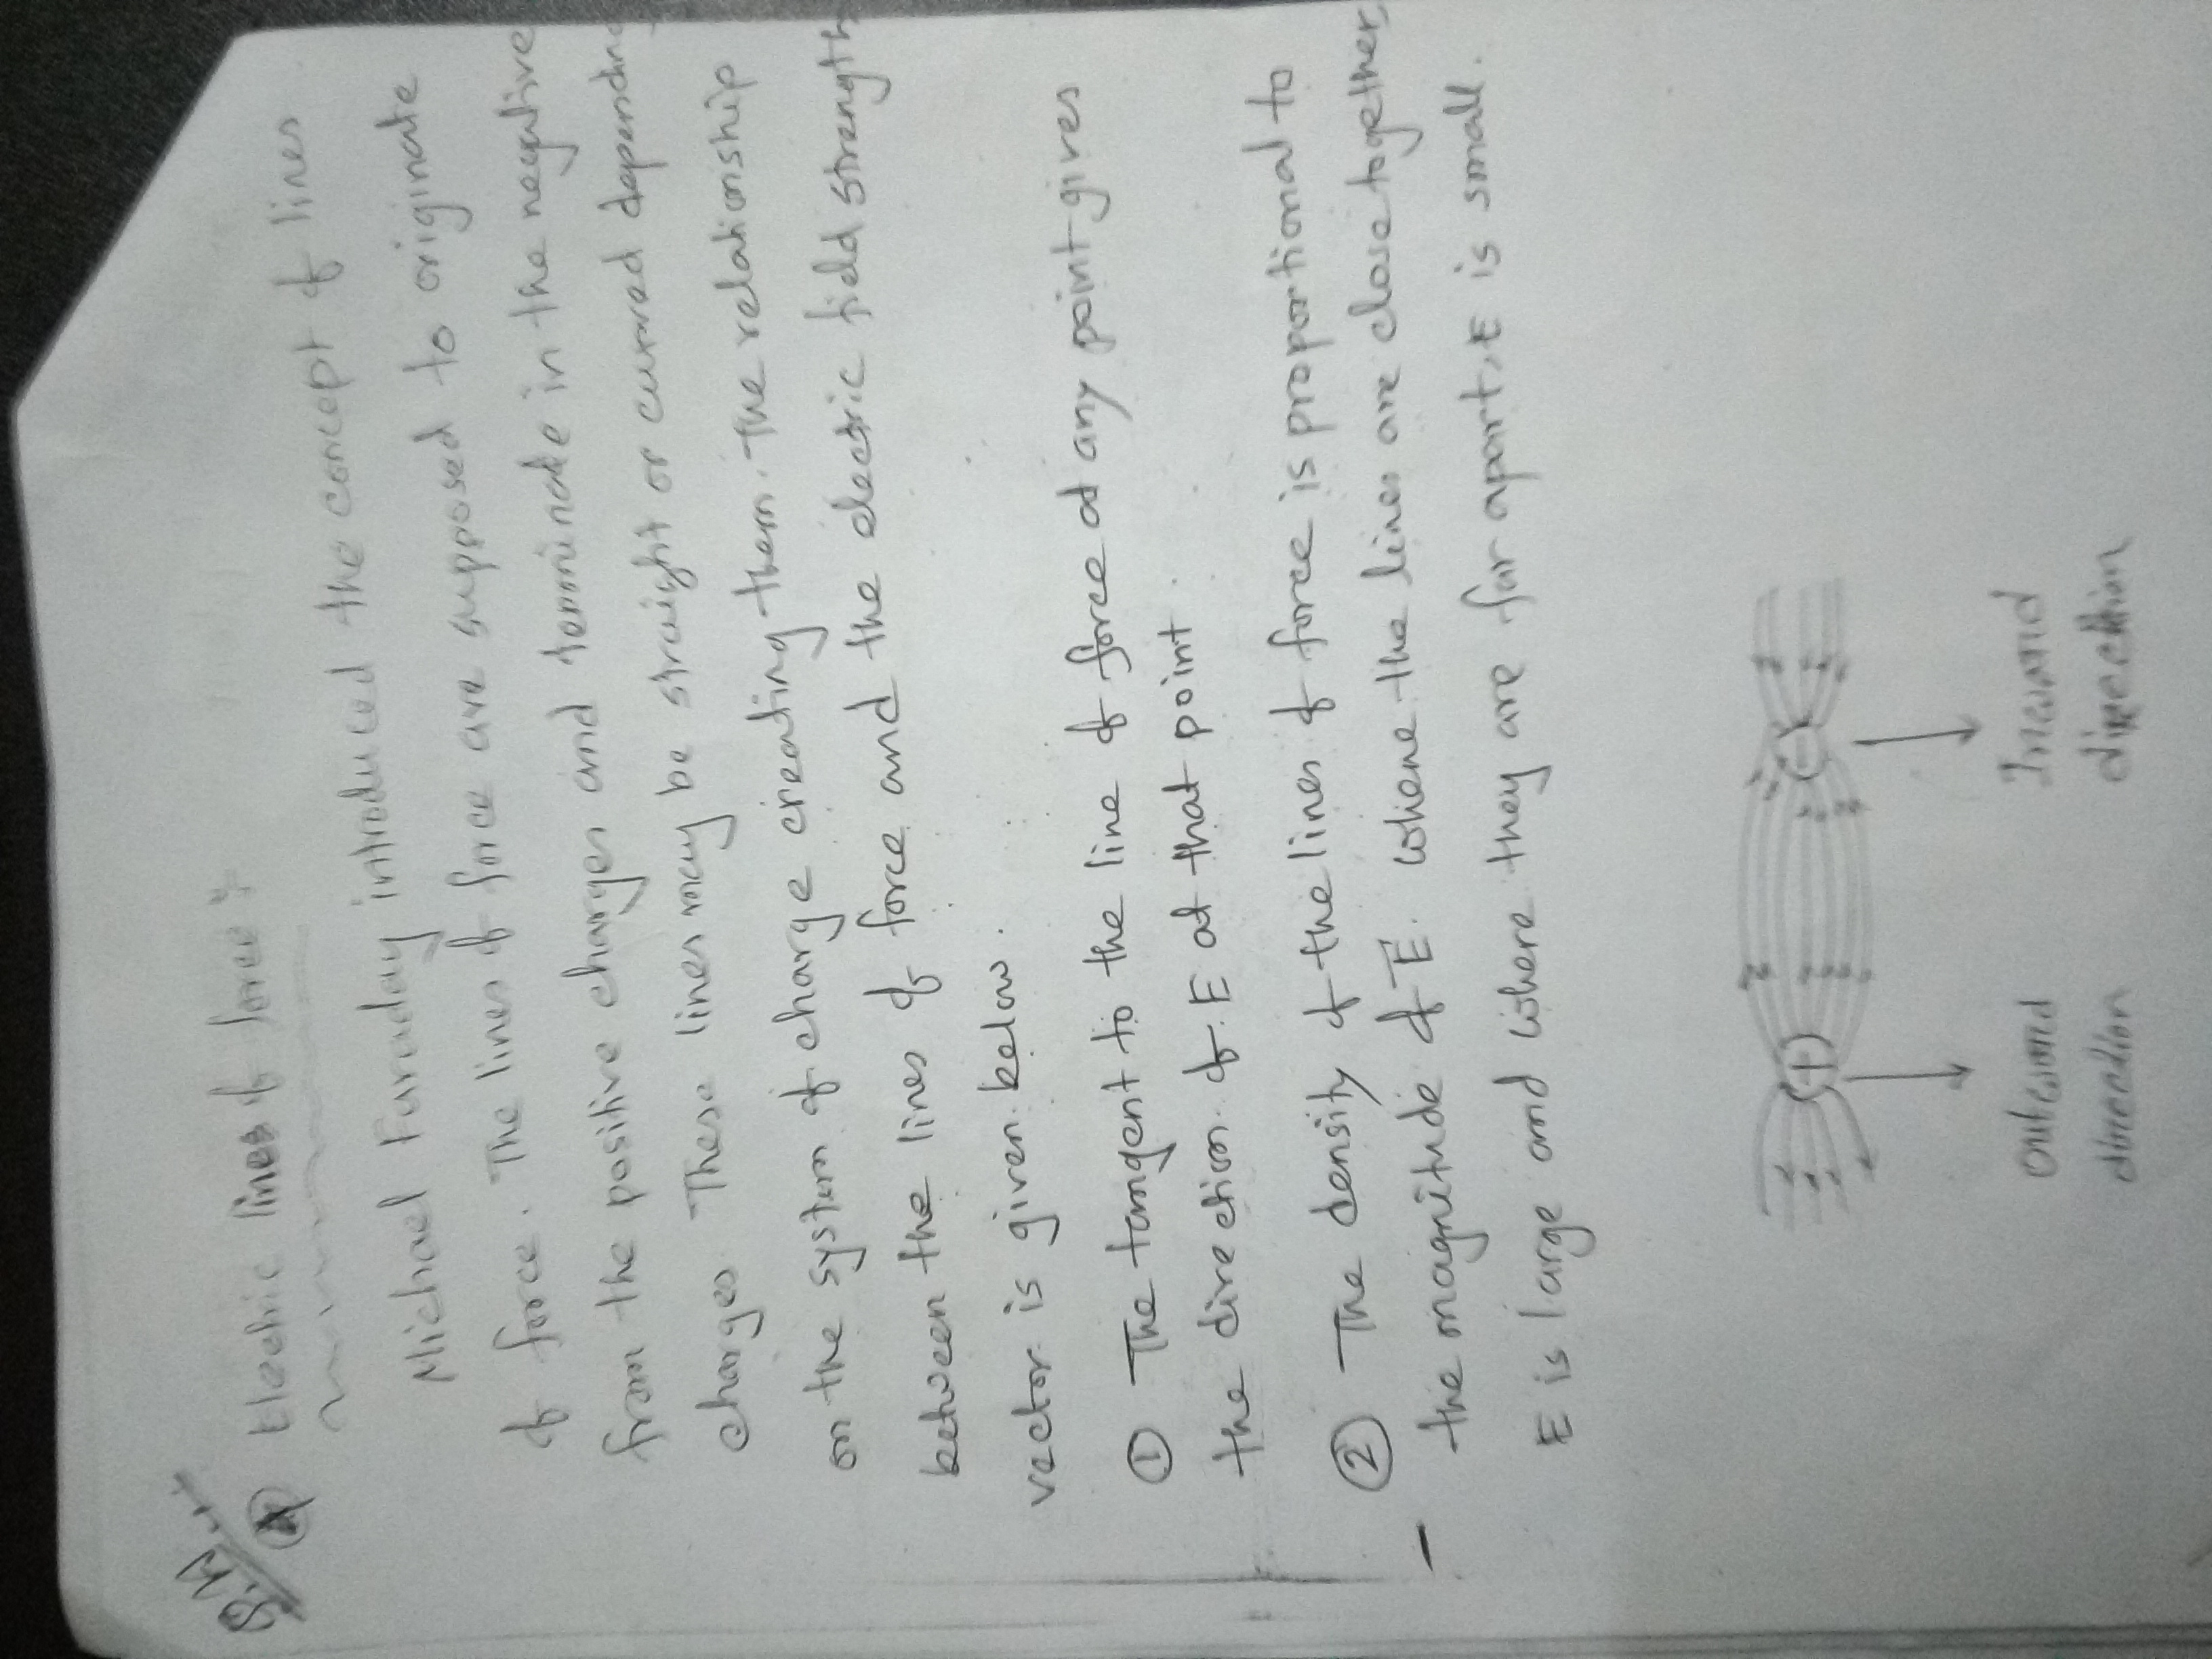 S.W
④ Electric lines of force :-
Michael Faraday introduced the concept of lines
of force. The lines of force are supposed to originate
from the positive charges and terminate in the negative
charges. These lines may be straight or curved depending
on the system of charge creating them. The relationship
between the lines of force and the electric field strength
vector is given below.
① The tangent to the line of force at any point gives
the direction of E at that point.
② The density of the lines of force is proportional to
the magnitude of E. Where the lines are close together,
E is large and where they are far apart, E is small.
+ -
Outward Inward
direction direction